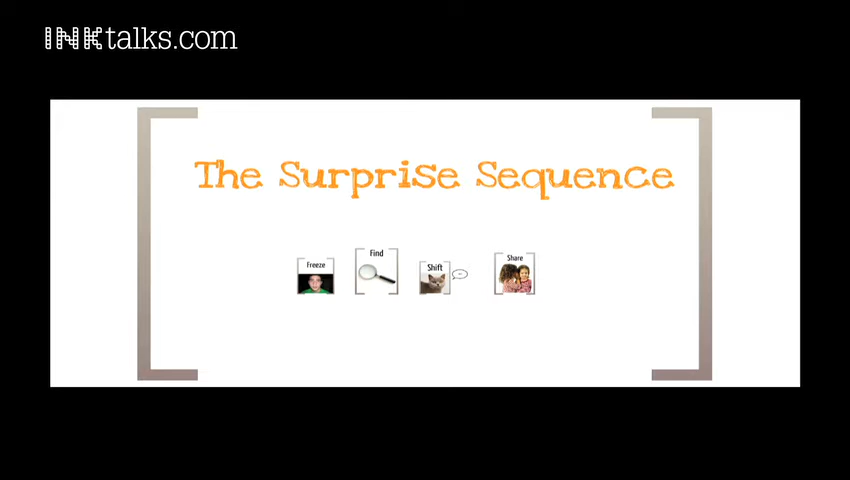 INKtalks.com
The Surprise Sequence
Freeze
Find
Shift
Share